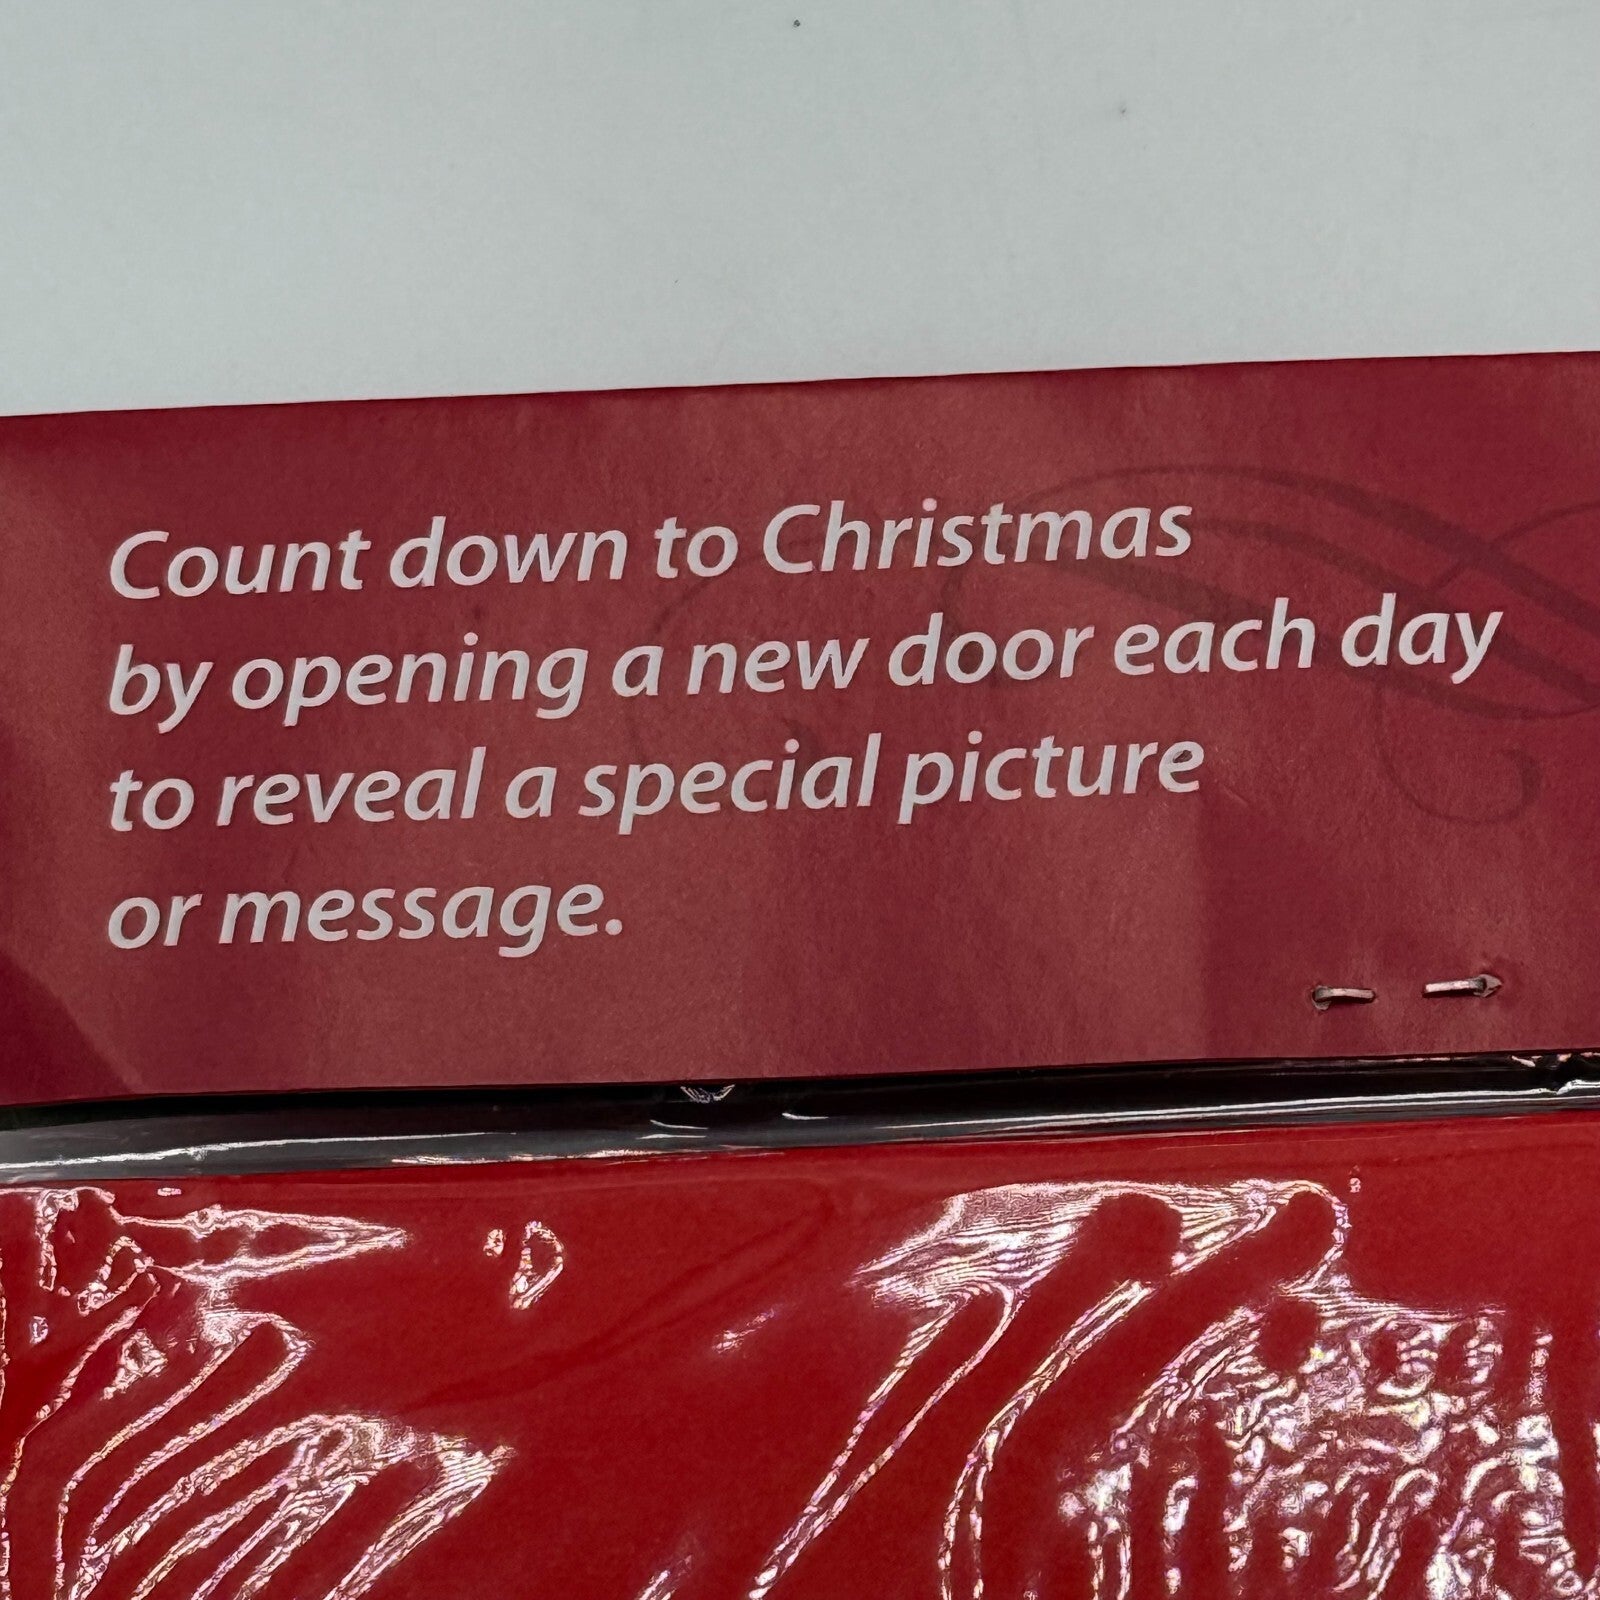 Count down to Christmas
by opening a new door each day
to reveal a special picture
or message.